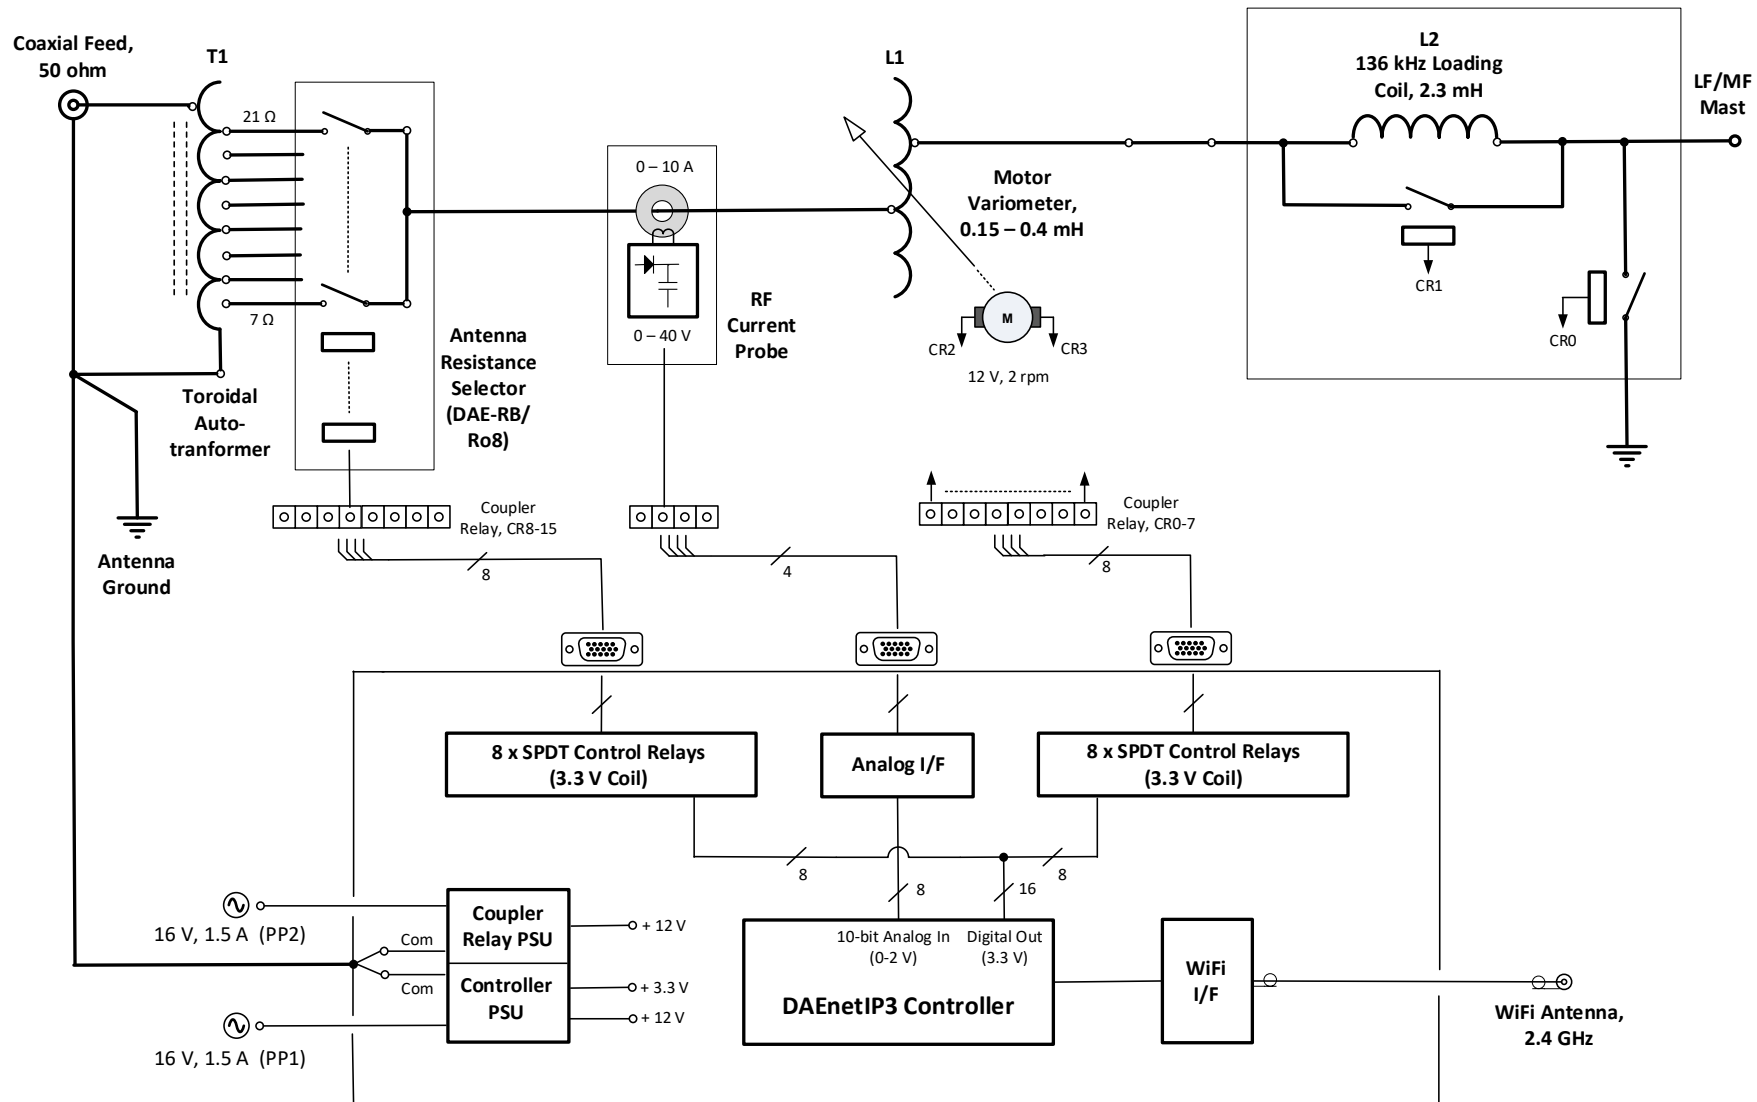 Coaxial Feed,
50 ohm
T1
21 Ω
7 Ω
Toroidal
Auto-
tranformer
Antenna
Resistance
Selector
(DAE-RB/
Ro8)
0 – 10 A
0 – 40 V
RF
Current
Probe
L1
Motor
Variometer,
0.15 – 0.4 mH
M
CR2
CR3
12 V, 2 rpm
L2
136 kHz Loading
Coil, 2.3 mH
CR1
CR0
LF/MF
Mast
Antenna
Ground
Coupler
Relay, CR8-15
8
4
Coupler
Relay, CR0-7
8
8 x SPDT Control Relays
(3.3 V Coil)
Analog I/F
8 x SPDT Control Relays
(3.3 V Coil)
8
8
16
8
16 V, 1.5 A (PP2)
Com
Com
16 V, 1.5 A (PP1)
Coupler
Relay PSU
Controller
PSU
+ 12 V
+ 3.3 V
+ 12 V
10-bit Analog In
(0-2 V)
Digital Out
(3.3 V)
DAEnetIP3 Controller
WiFi
I/F
WiFi Antenna,
2.4 GHz